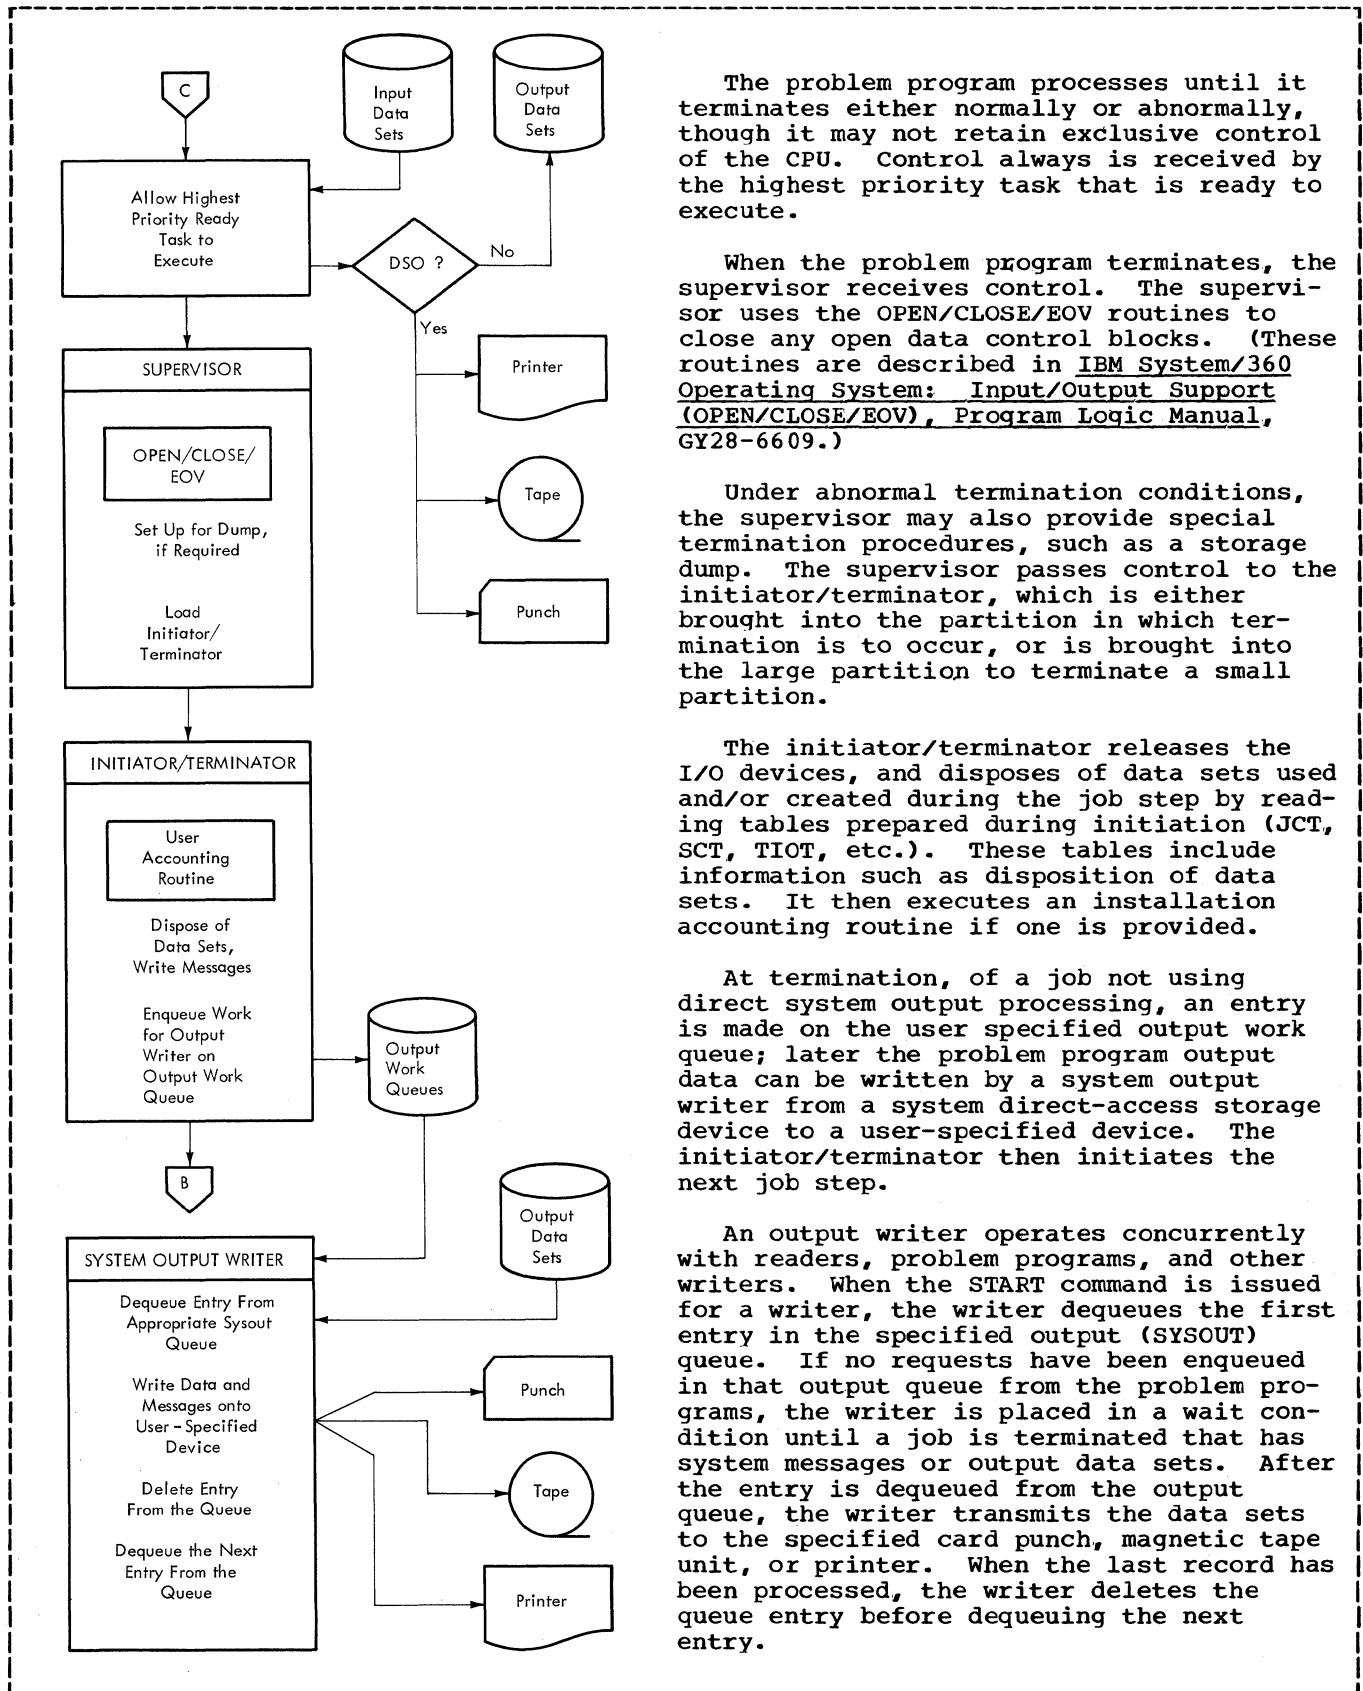 C
Input
Data
Sets
Output
Data
Sets
Allow Highest
Priority Ready
Task to
Execute
DSO ?
No
Yes
SUPERVISOR
OPEN/CLOSE/
EOV
Set Up for Dump,
if Required
Load
Initiator/
Terminator
Printer
Tape
Punch
INITIATOR/TERMINATOR
User
Accounting
Routine
Dispose of
Data Sets,
Write Messages
Enqueue Work
for Output
Writer on
Output Work
Queue
Output
Work
Queues
B
Output
Data
Sets
SYSTEM OUTPUT WRITER
Dequeue Entry From
Appropriate Sysout
Queue
Write Data and
Messages onto
User-Specified
Device
Delete Entry
From the Queue
Dequeue the Next
Entry From the
Queue
Punch
Tape
Printer
The problem program processes until it
terminates either normally or abnormally,
though it may not retain exclusive control
of the CPU. Control always is received by
the highest priority task that is ready to
execute.
When the problem program terminates, the
supervisor receives control. The supervi-
sor uses the OPEN/CLOSE/EOV routines to
close any open data control blocks. (These
routines are described in IBM System/360
Operating System: Input/Output Support
(OPEN/CLOSE/EOV), Program Logic Manual,
GY28-6609.)
Under abnormal termination conditions,
the supervisor may also provide special
termination procedures, such as a storage
dump. The supervisor passes control to the
initiator/terminator, which is either
brought into the partition in which ter-
mination is to occur, or is brought into
the large partition to terminate a small
partition.
The initiator/terminator releases the
I/O devices, and disposes of data sets used
and/or created during the job step by read-
ing tables prepared during initiation (JCT,
SCT, TIOT, etc.). These tables include
information such as disposition of data
sets. It then executes an installation
accounting routine if one is provided.
At termination, of a job not using
direct system output processing, an entry
is made on the user specified output work
queue; later the problem program output
data can be written by a system output
writer from a system direct-access storage
device to a user-specified device. The
initiator/terminator then initiates the
next job step.
An output writer operates concurrently
with readers, problem programs, and other
writers. When the START command is issued
for a writer, the writer dequeues the first
entry in the specified output (SYSOUT)
queue. If no requests have been enqueued
in that output queue from the problem pro-
grams, the writer is placed in a wait con-
dition until a job is terminated that has
system messages or output data sets. After
the entry is dequeued from the output
queue, the writer transmits the data sets
to the specified card punch, magnetic tape
unit, or printer. When the last record has
been processed, the writer deletes the
queue entry before dequeuing the next
entry.